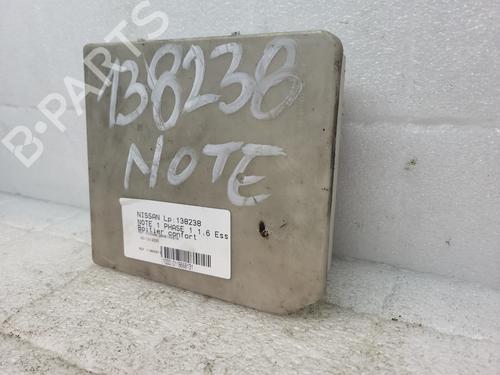 B-PARTS
138238
NOTE
NISSAN Lp:138238
NOTE 1 PHASE 1 1.6 Ess
Boitier confort